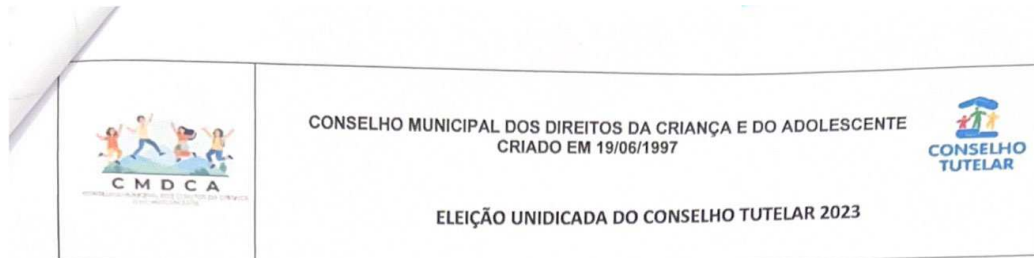 CONSELHO MUNICIPAL DOS DIREITOS DA CRIANÇA E DO ADOLESCENTE
CRIADO EM 19/06/1997
CONSELHO
TUTELAR
CMDCA
ELEIÇÃO UNIDICADA DO CONSELHO TUTELAR 2023